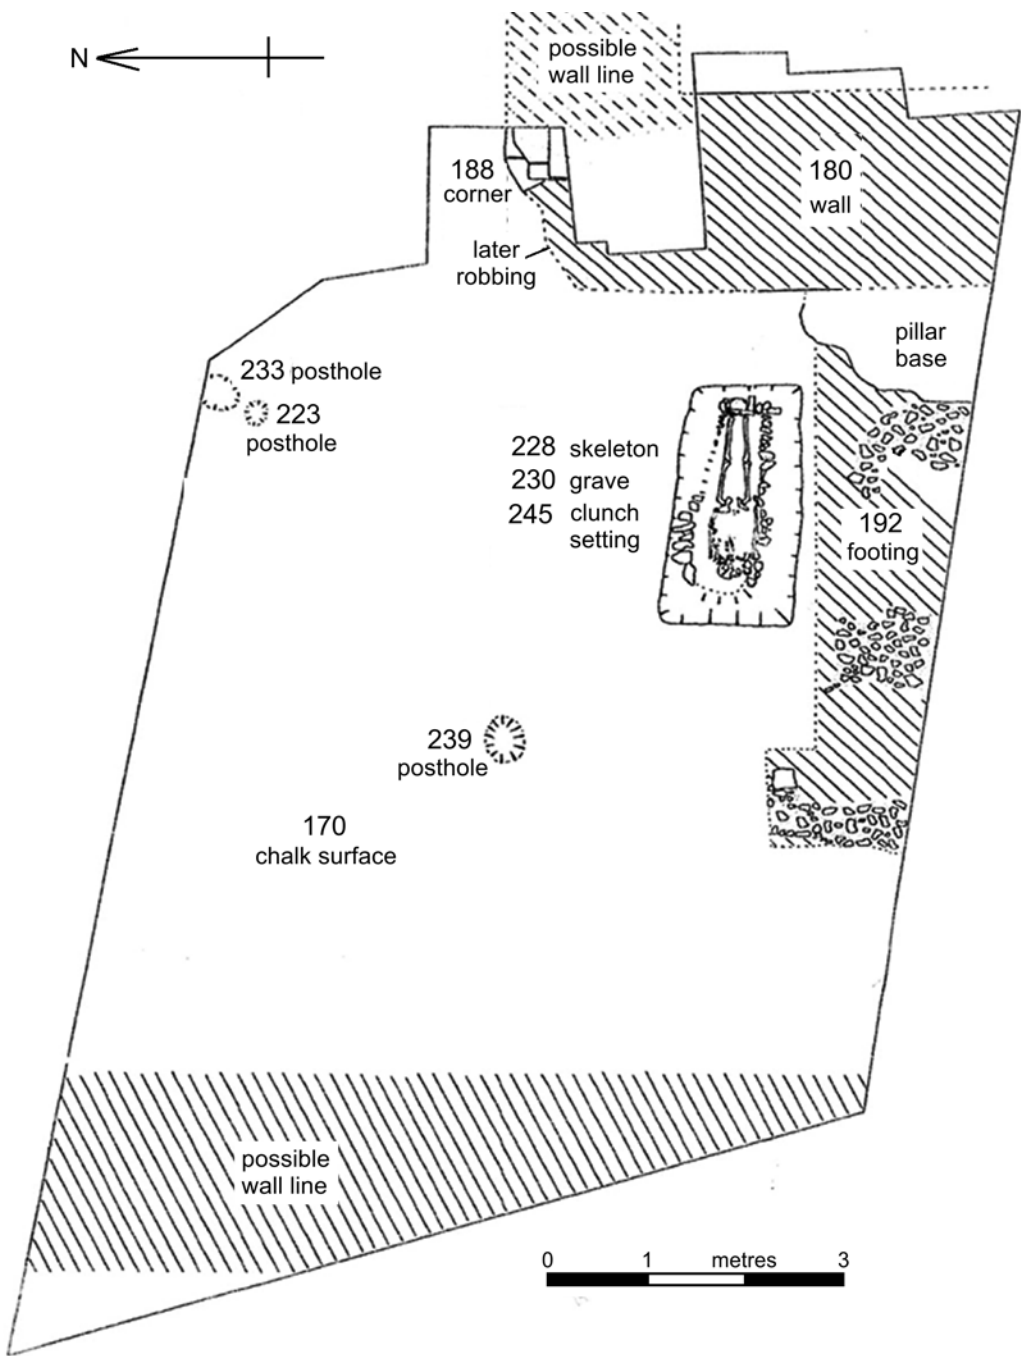 N
possible
wall line
188
corner
180
wall
later
robbing
pillar
base
233 posthole
223
posthole
228 skeleton
230 grave
245 clunch
setting
192
footing
239
posthole
170
chalk surface
possible
wall line
0 1 metres 3